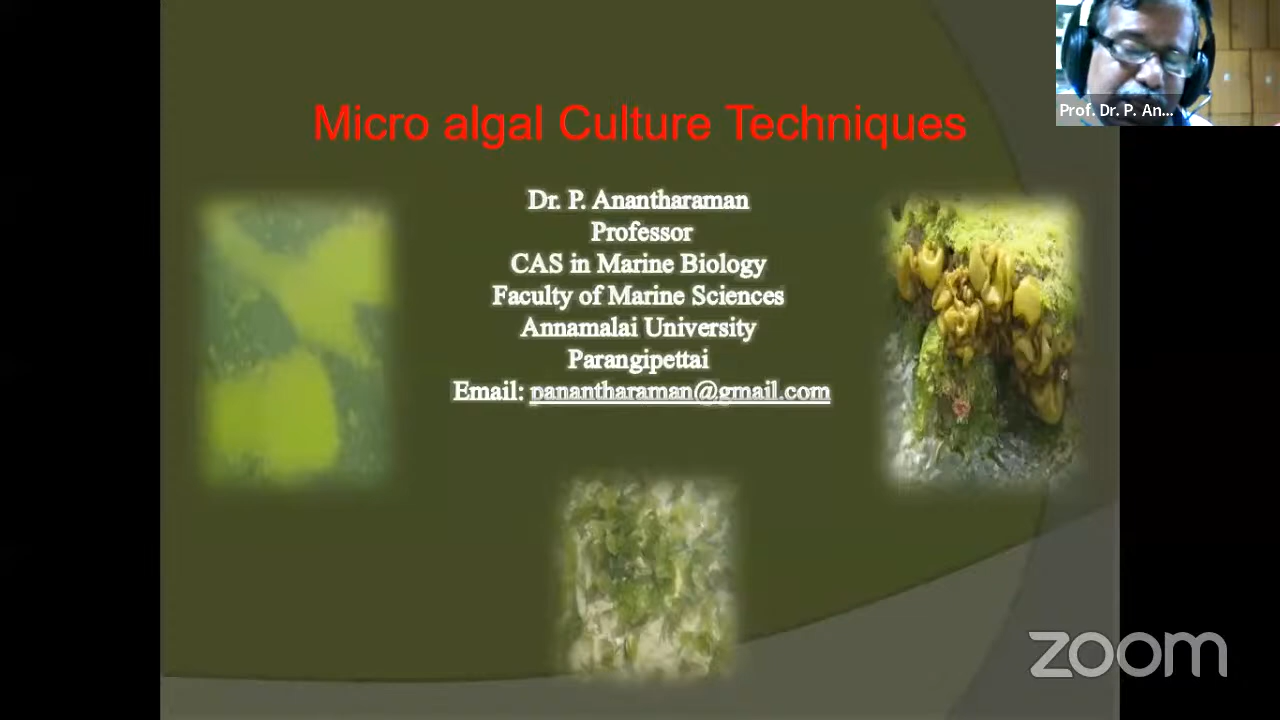 Prof. Dr. P. An...
Micro algal Culture Techniques
Dr. P. Anantharaman
Professor
CAS in Marine Biology
Faculty of Marine Sciences
Annamalai University
Parangipettai
Email: panantharaman@gmail.com
zoom